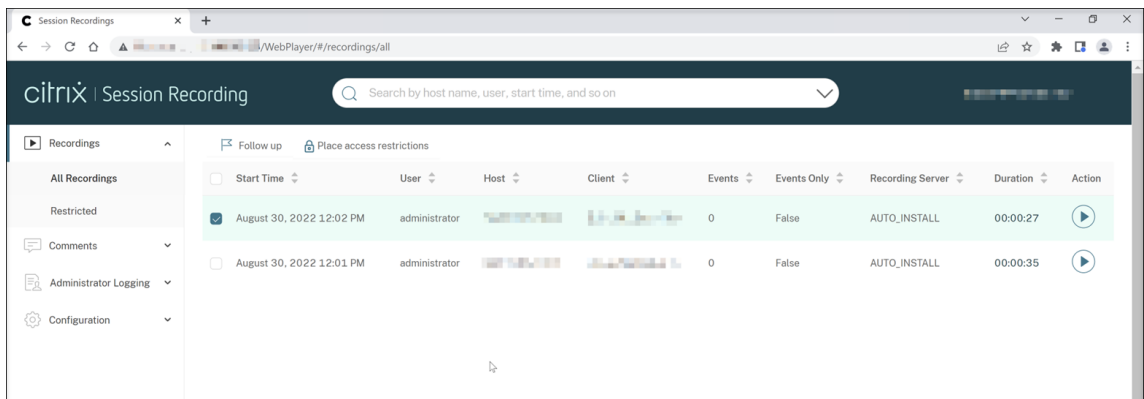 Session Recordings
/WebPlayer/#/recordings/all
citrix | Session Recording
Search by host name, user, start time, and so on
Recordings
All Recordings
Restricted
Comments
Administrator Logging
Configuration
Follow up Place access restrictions
Start Time User Host Client Events Events Only Recording Server Duration Action
August 30, 2022 12:02 PM administrator 0 False AUTO_INSTALL 00:00:27
August 30, 2022 12:01 PM administrator 0 False AUTO_INSTALL 00:00:35